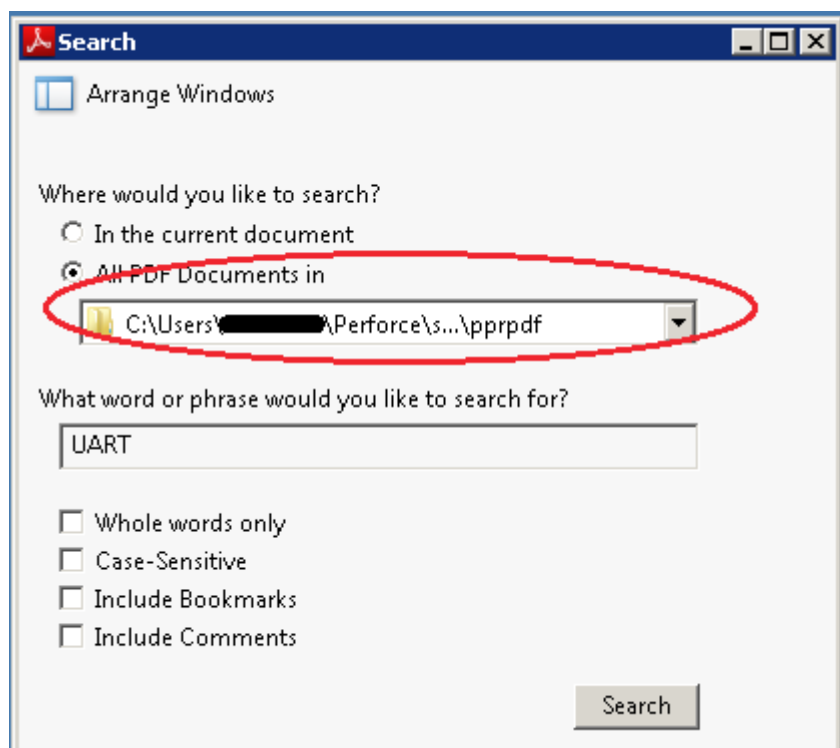 Search
Arrange Windows
Where would you like to search?
In the current document
All PDF Documents in
C:\Users\ \Perforce\s...\pprpdf
What word or phrase would you like to search for?
UART
Whole words only
Case-Sensitive
Include Bookmarks
Include Comments
Search